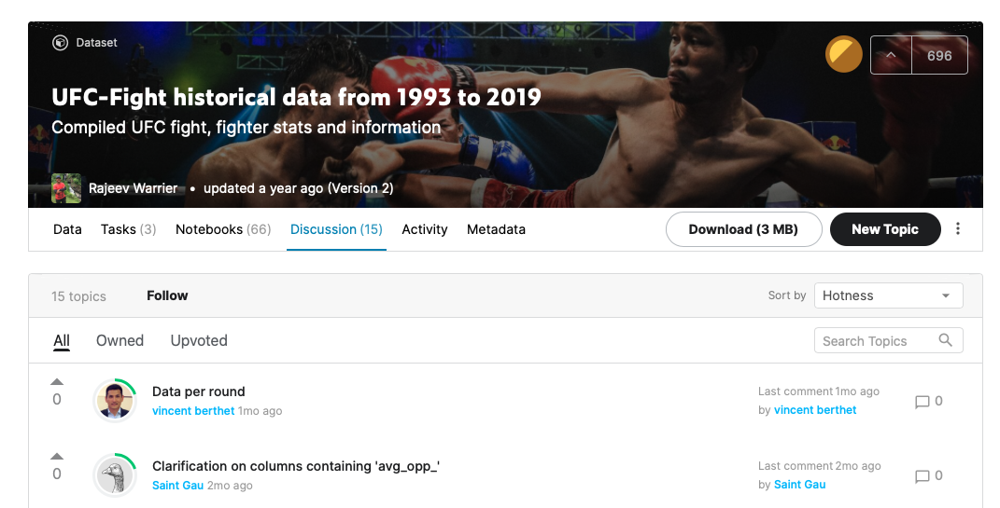 Dataset
696
UFC-Fight historical data from 1993 to 2019
Compiled UFC fight, fighter stats and information
Rajeev Warrier • updated a year ago (Version 2)
Data Tasks (3) Notebooks (66) Discussion (15) Activity Metadata Download (3 MB) New Topic
15 topics Follow Sort by Hotness
All Owned Upvoted Search Topics
0 Data per round
vincent berthet 1mo ago
Last comment 1mo ago
by vincent berthet
0
0 Clarification on columns containing 'avg_opp_'
Saint Gau 2mo ago
Last comment 2mo ago
by Saint Gau
0